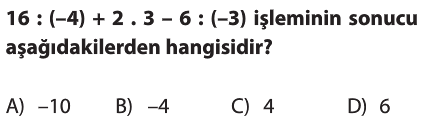 16 : (–4) + 2 . 3 – 6 : (–3) işleminin sonucu
aşağıdakilerden hangisidir?
A) –10 B) –4 C) 4 D) 6